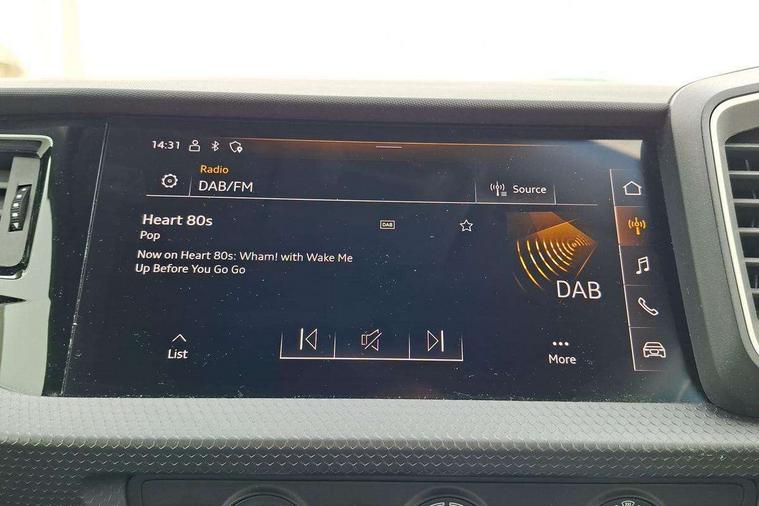 14:31
Radio
DAB/FM
Source
Heart 80s
DAB
Pop
Now on Heart 80s: Wham! with Wake Me
Up Before You Go Go
DAB
List
More